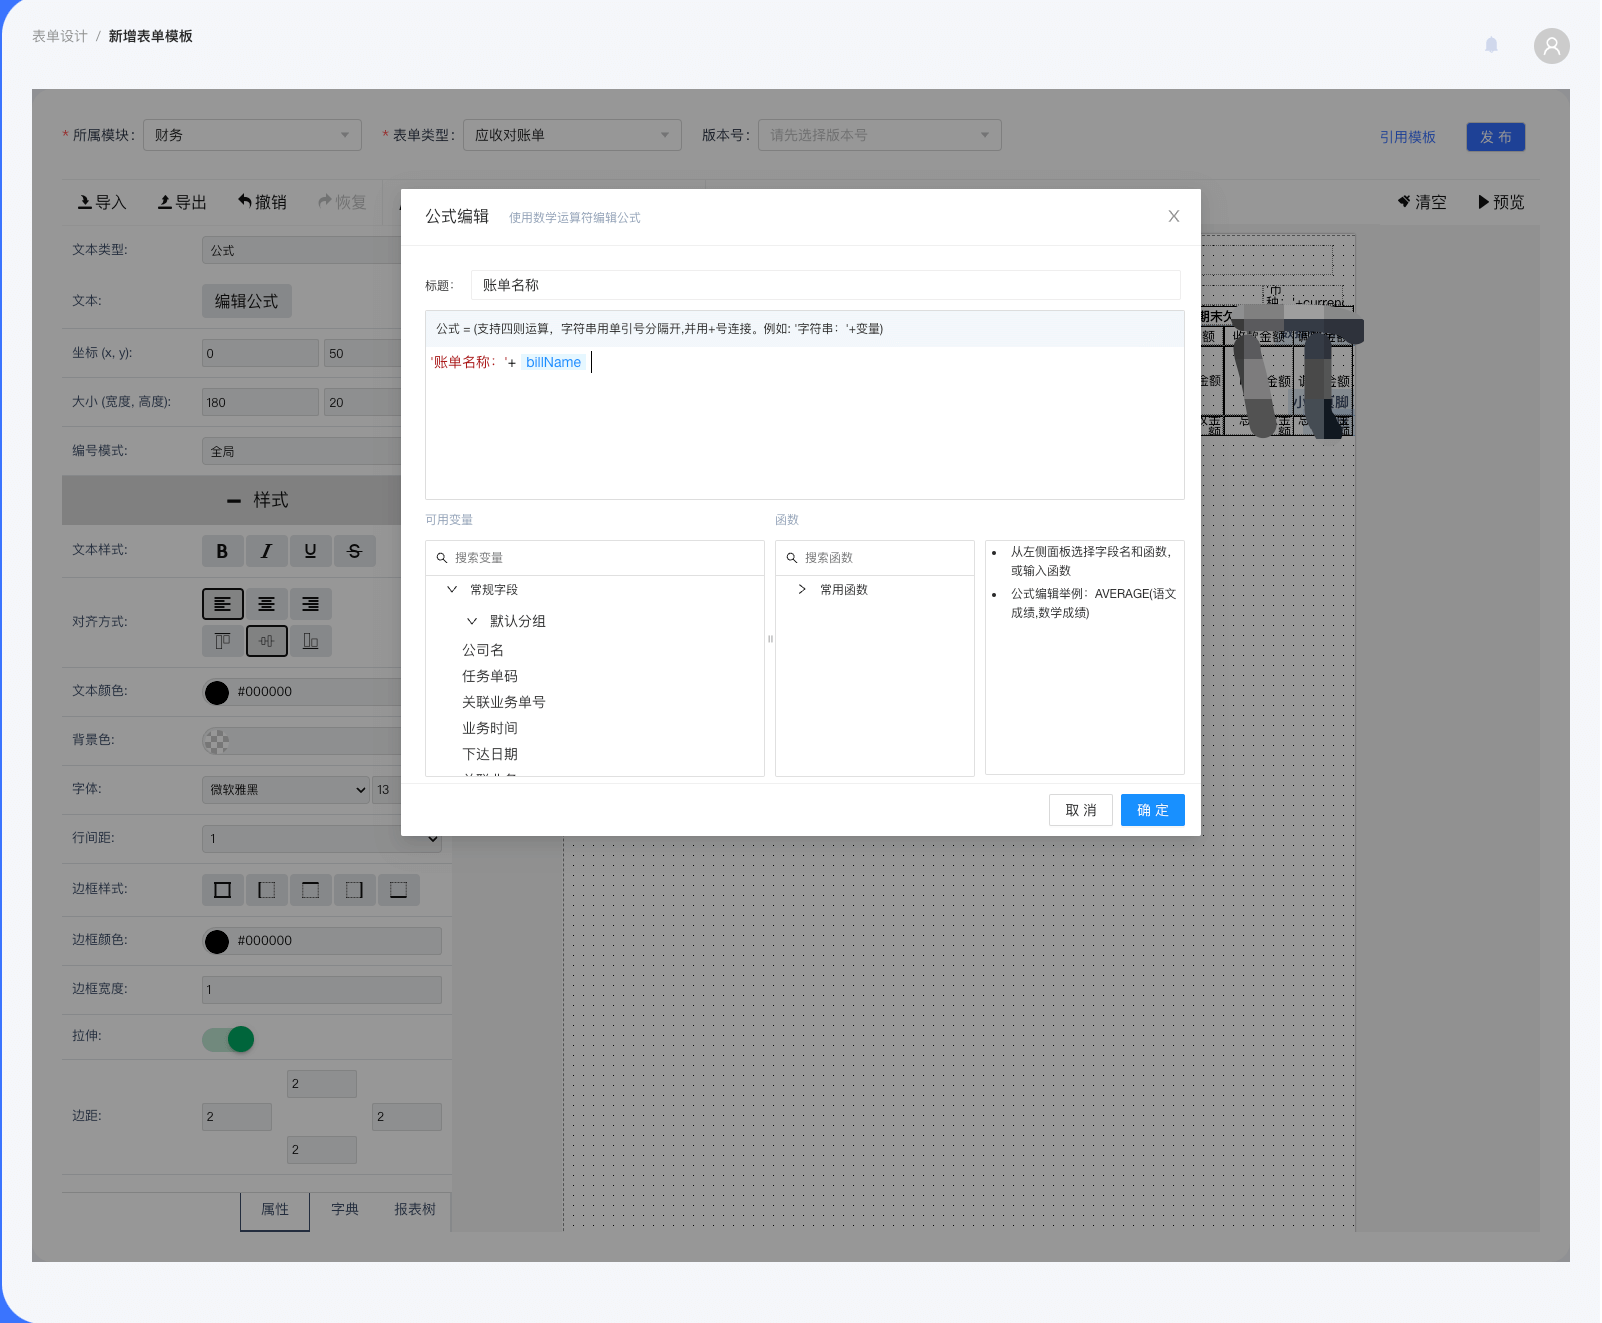 表单设计 / 新增表单模板
* 所属模块: 财务
* 表单类型: 应收对账单
版本号: 请先选择版本号
引用模板
发 布
导入
导出
撤销
恢复
清空
预览
文本类型:
公式
文本:
编辑公式
坐标 (x, y):
0
50
大小 (宽度, 高度):
180
20
编号模式:
全局
样式
文本样式:
B I U S
对齐方式:
文本颜色:
#000000
背景色:
字体:
微软雅黑
13
行间距:
1
边框样式:
边框颜色:
#000000
边框宽度:
1
拉伸:
边距:
2
2
2
2
属性
字典
报表树
公式编辑 使用数学运算符编辑公式
标题: 账单名称
公式 = (支持四则运算，字符串用单引号分隔开,并用+号连接。例如: '字符串：'+变量)
'账单名称：'+ billName
可用变量
搜索变量
常规字段
默认分组
公司名
任务单码
关联业务单号
业务时间
下达日期
函数
搜索函数
常用函数
从左侧面板选择字段名和函数，
或输入函数
公式编辑举例：AVERAGE(语文
成绩,数学成绩)
取 消
确 定
币
种
+curren
期末欠